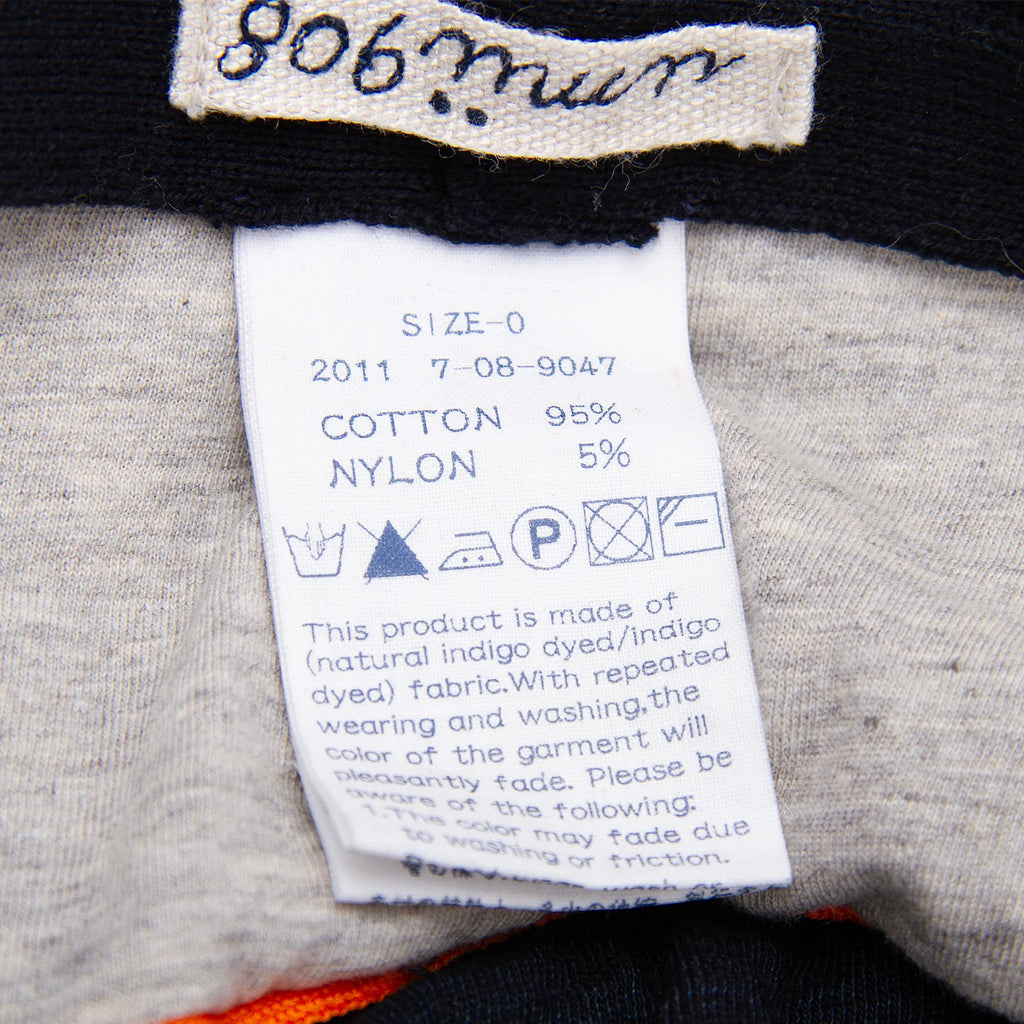 SIZE-0
2011 7-08-9047
COTTON 95%
NYLON 5%
P
This product is made of
(natural indigo dyed/indigo
dyed) fabric.With repeated
wearing and washing,the
color of the garment will
pleasantly fade. Please be
aware of the following:
1.The color may fade due
to washing or friction.